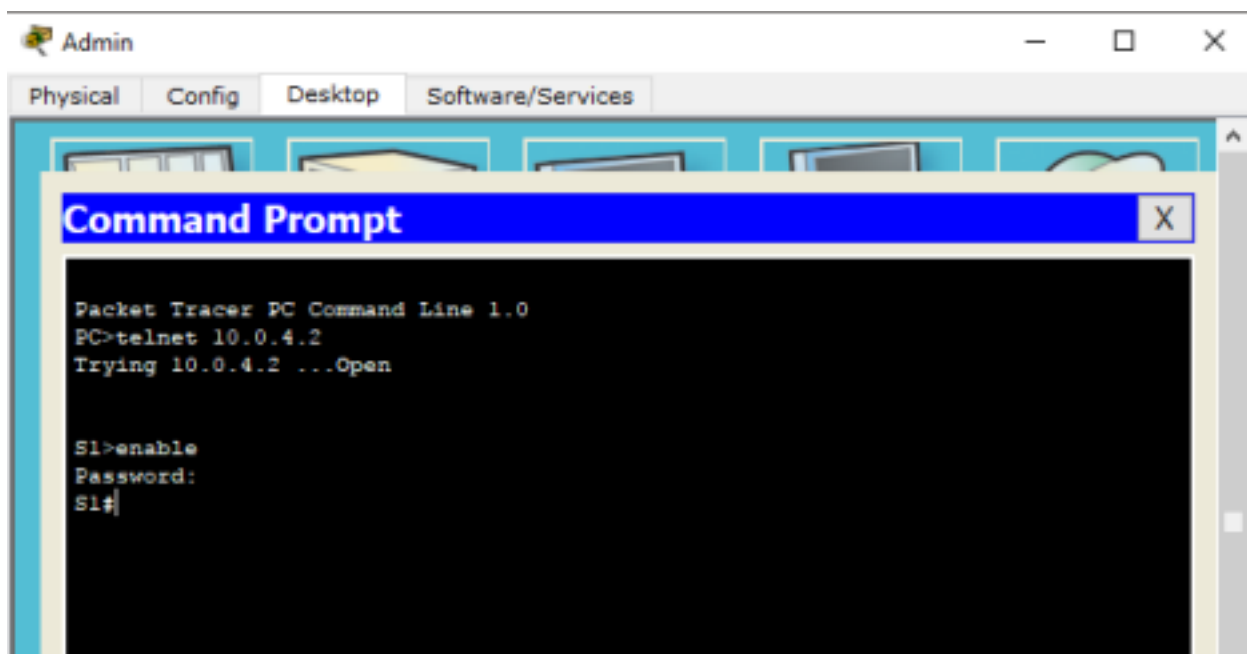 Admin
Physical Config Desktop Software/Services
Command Prompt X
Packet Tracer PC Command Line 1.0
PC>telnet 10.0.4.2
Trying 10.0.4.2 ...Open
S1>enable
Password:
S1#